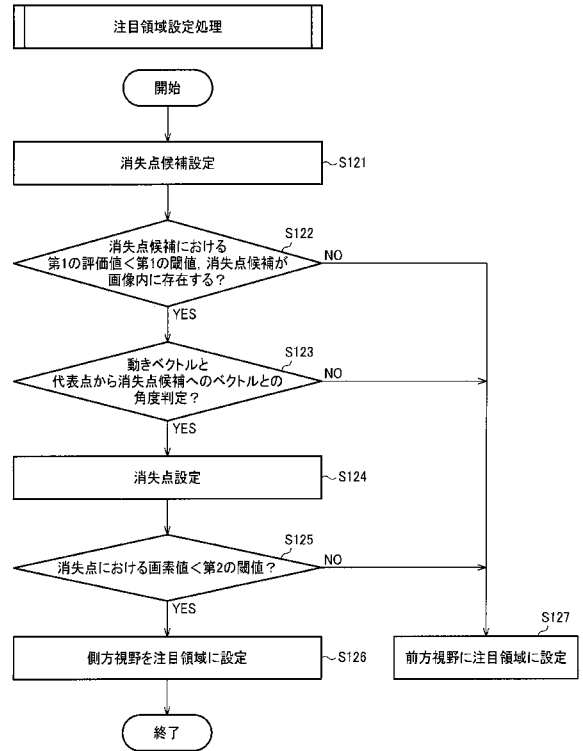 注目領域設定処理
開始
消失点候補設定
S121
S122
消失点候補における
第1の評価値<第1の閾値,消失点候補が
画像内に存在する?
NO
YES
S123
動きベクトルと
代表点から消失点候補へのベクトルとの
角度判定?
NO
YES
消失点設定
S124
S125
消失点における画素値<第2の閾値?
NO
YES
側方視野を注目領域に設定
S126
S127
前方視野に注目領域に設定
終了